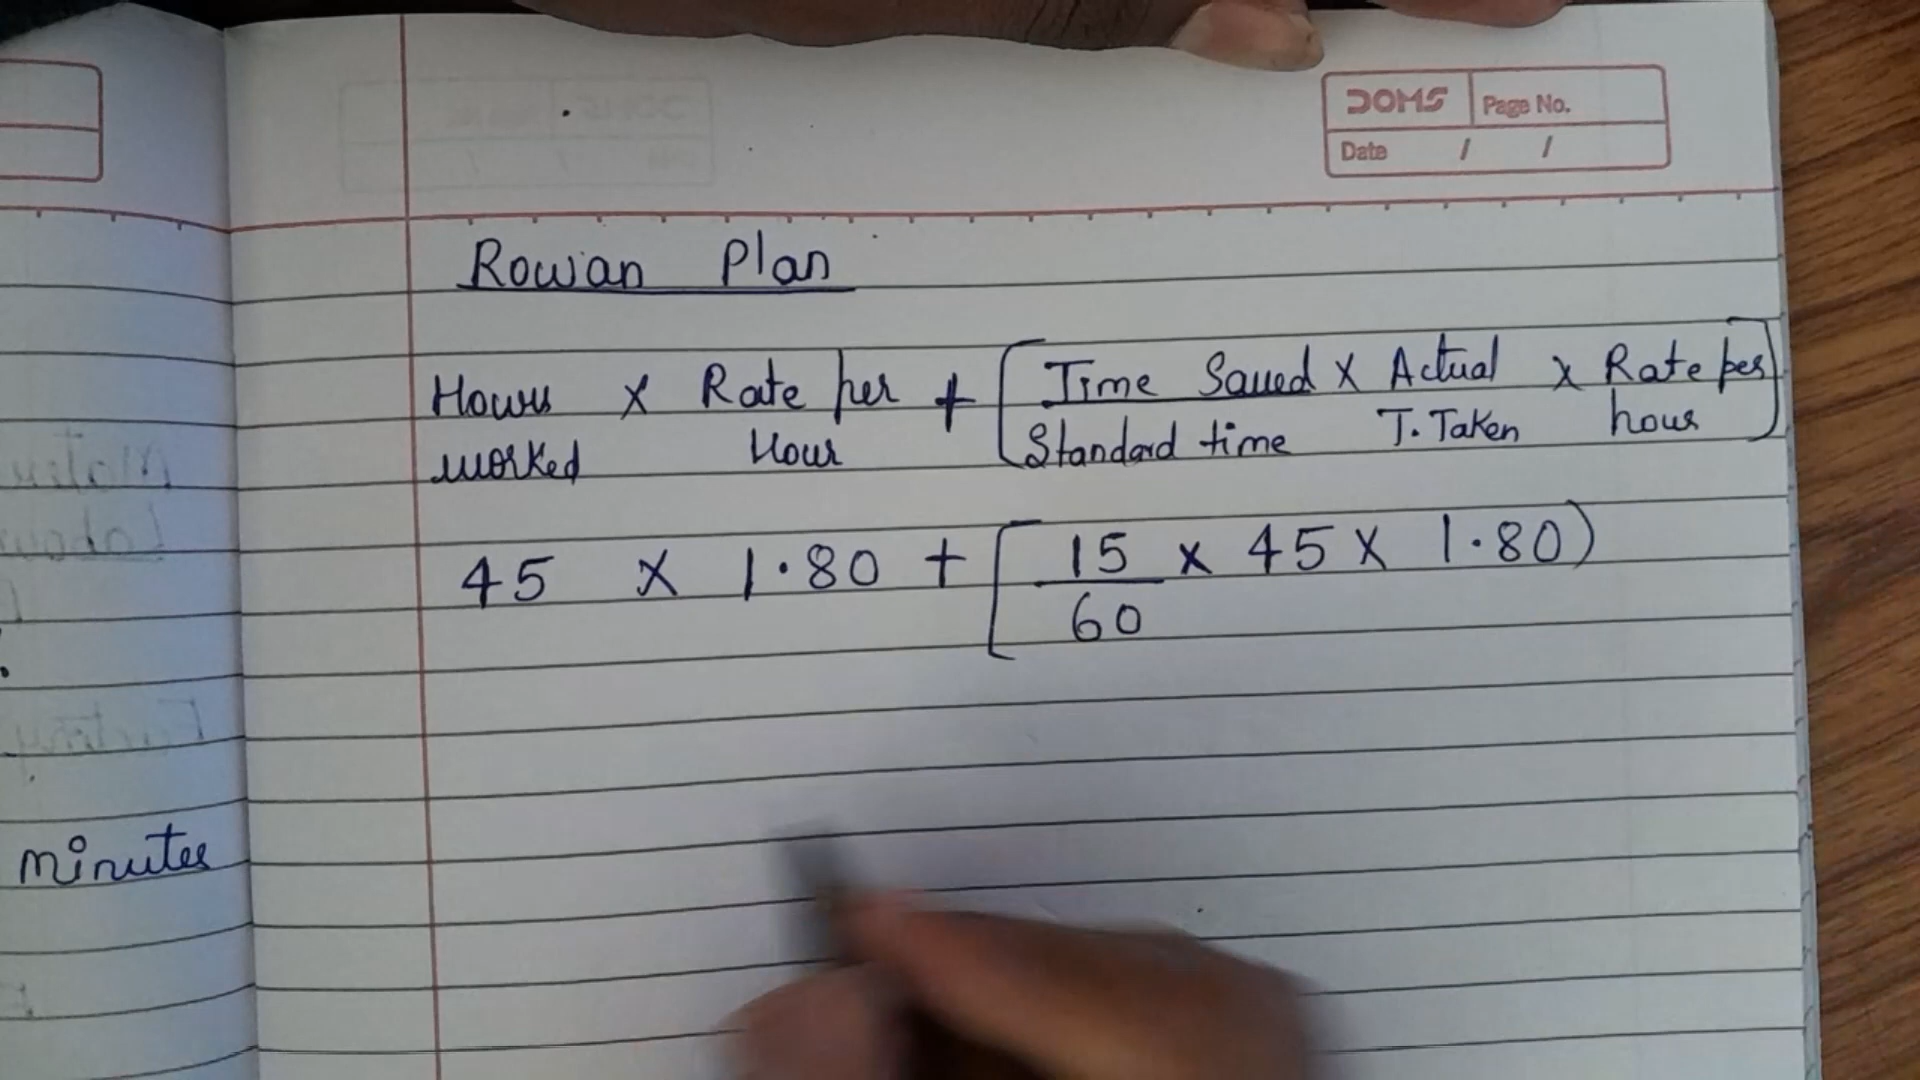 DOMS Page No.
Date / /
Rowan Plan
Hours X Rate per + [Time Saved X Actual X Rate per]
worked Hour Standard time T. Taken hour
45 X 1.80 + [15 X 45 X 1.80)
60
minutes